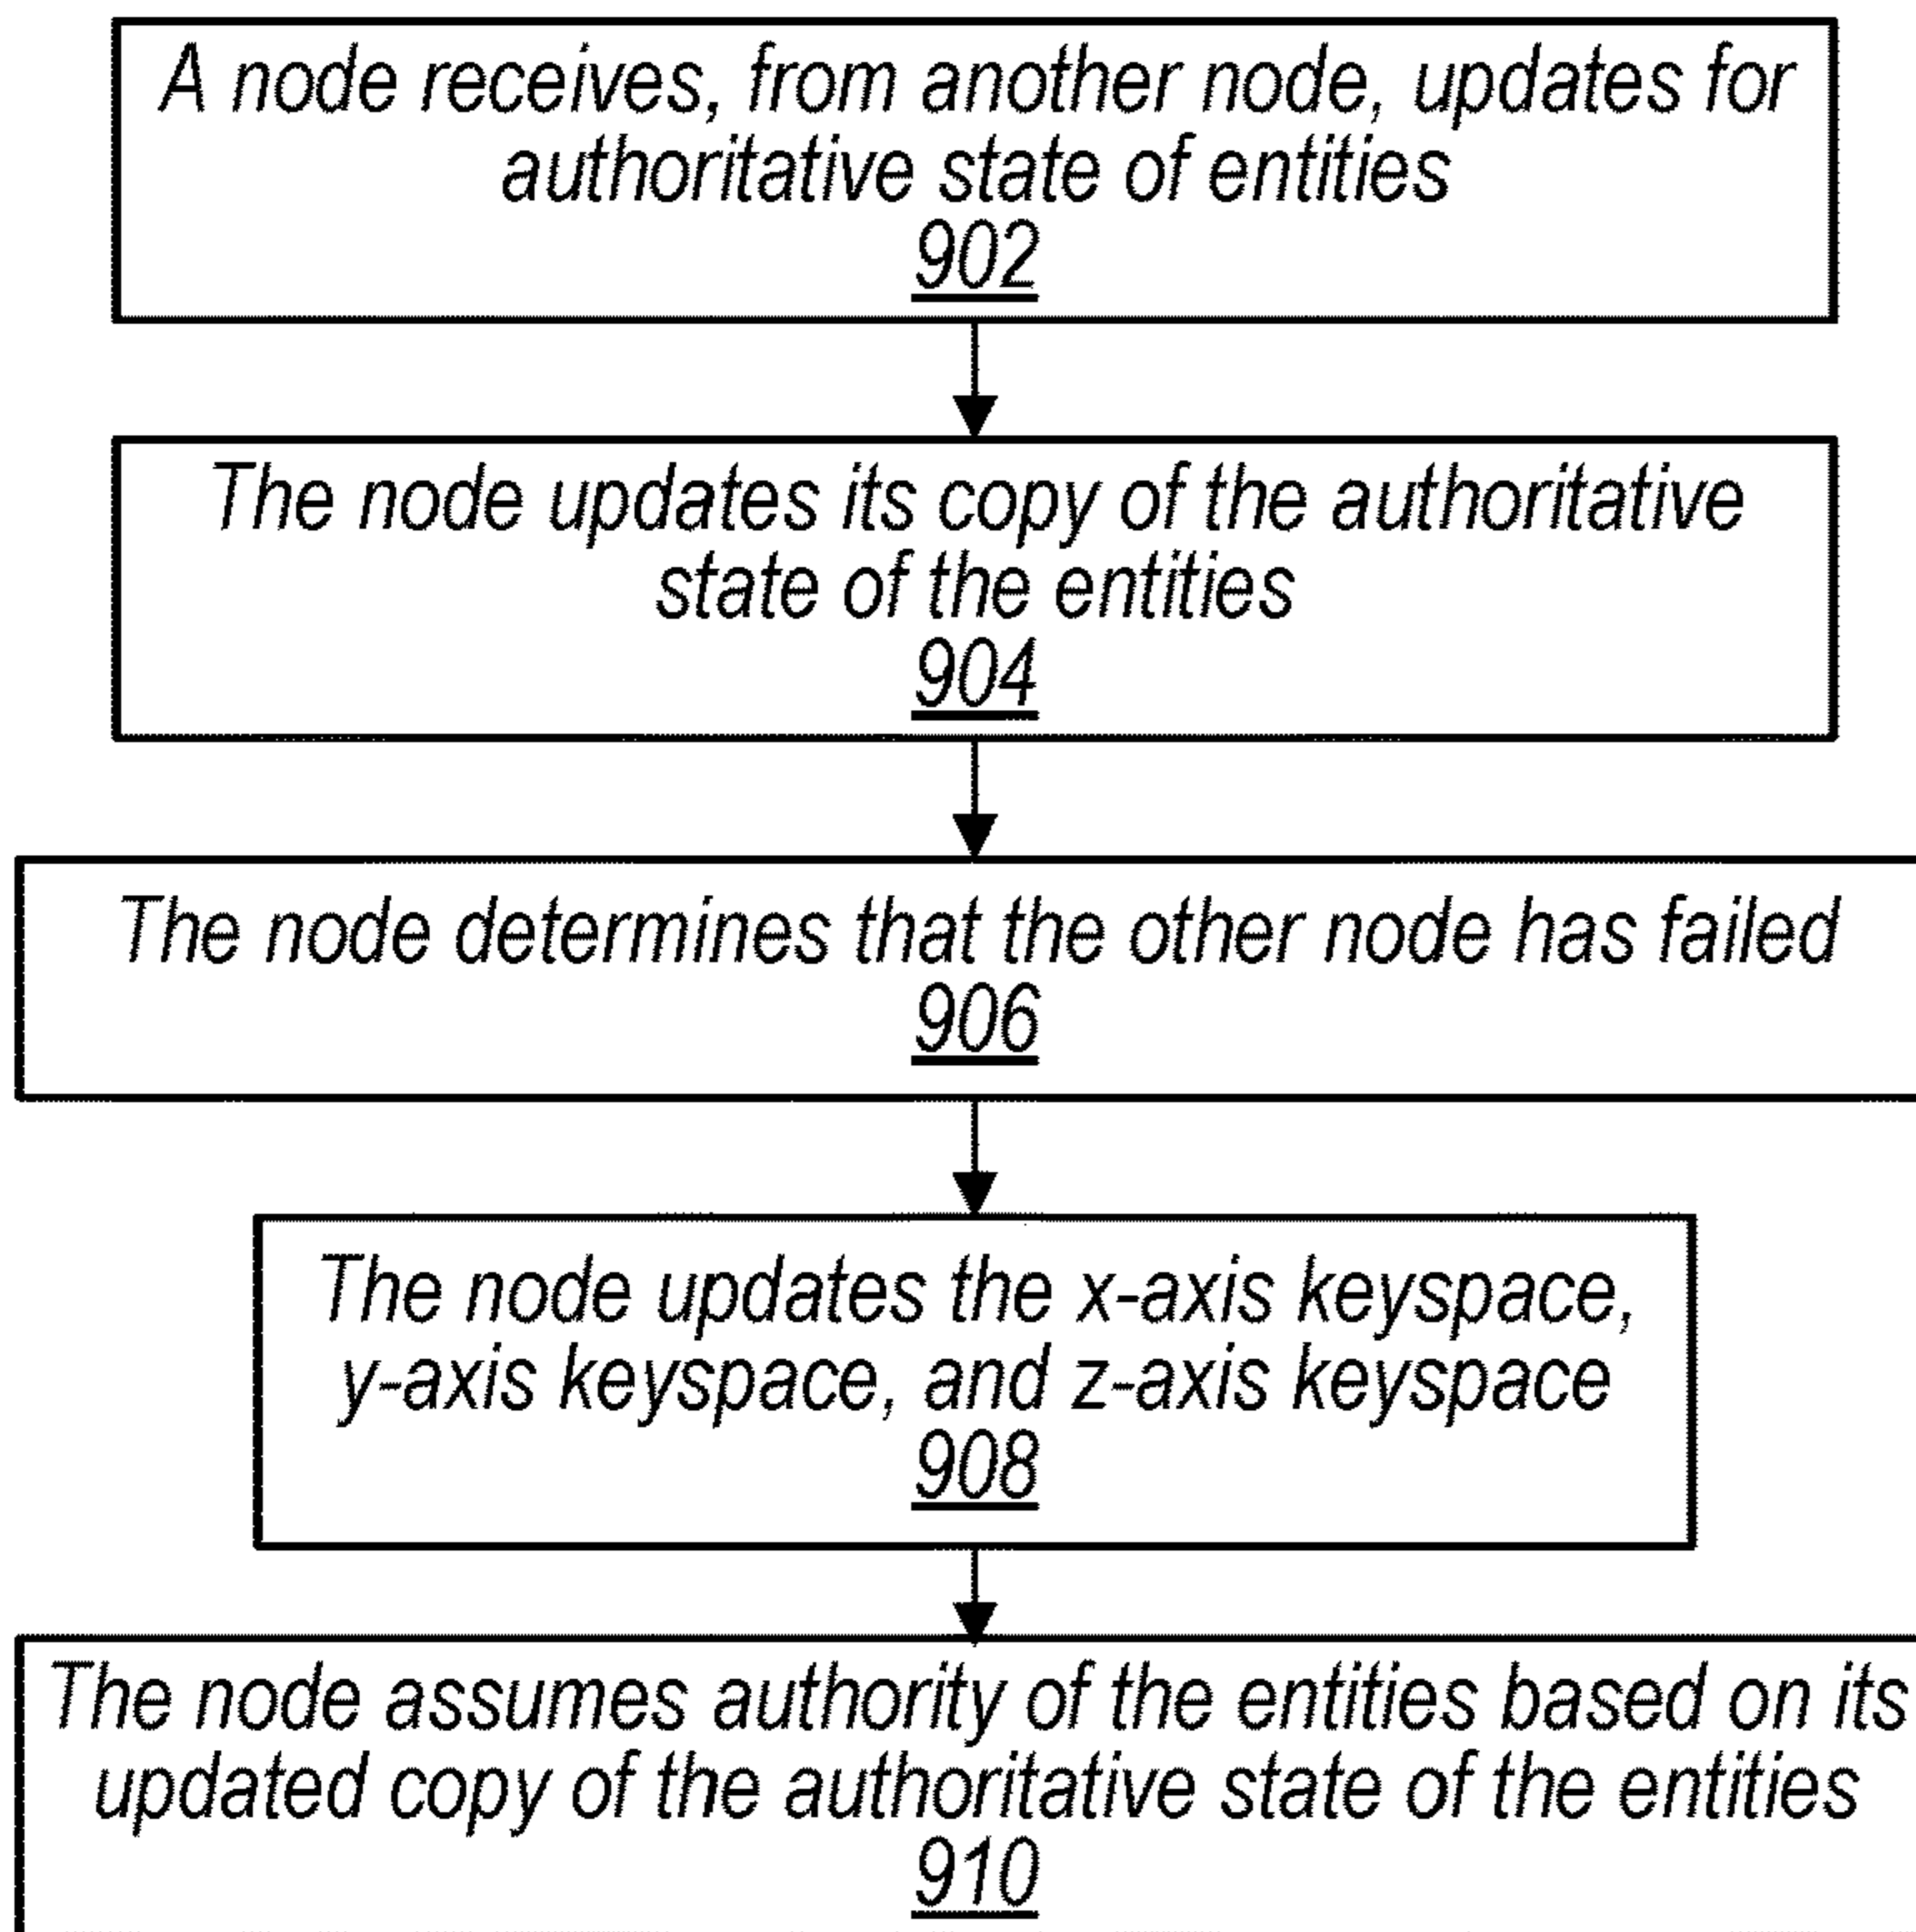 A node receives, from another node, updates for
authoritative state of entities
902
The node updates its copy of the authoritative
state of the entities
904
The node determines that the other node has failed
906
The node updates the x-axis keyspace,
y-axis keyspace, and z-axis keyspace
908
The node assumes authority of the entities based on its
updated copy of the authoritative state of the entities
910